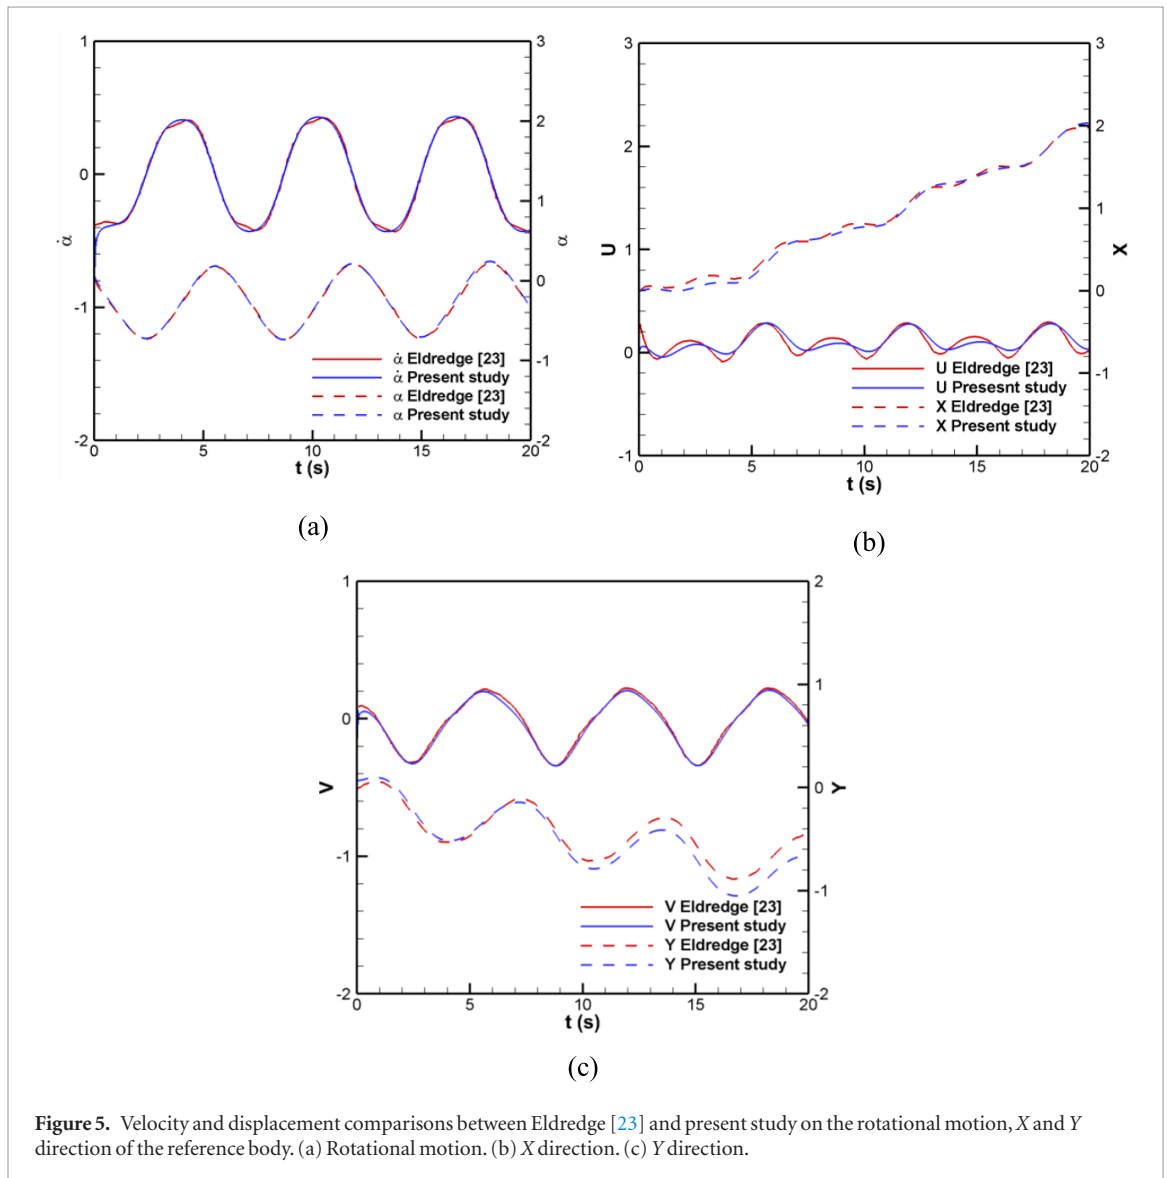 1
0
-1
-2
3
2
1
0
-1
-2
0
5
10
15
20
α̇
α
t (s)
α̇ Eldredge [23]
α̇ Present study
α Eldredge [23]
α Present study
(a)
3
2
1
0
-1
3
2
1
0
-1
-2
0
5
10
15
20
U
X
t (s)
U Eldredge [23]
U Presesnt study
X Eldredge [23]
X Present study
(b)
1
0
-1
-2
2
1
0
-1
-2
0
5
10
15
20
V
Y
t (s)
V Eldredge [23]
V Present study
Y Eldredge [23]
Y Present study
(c)
Figure 5. Velocity and displacement comparisons between Eldredge [23] and present study on the rotational motion, X and Y
direction of the reference body. (a) Rotational motion. (b) X direction. (c) Y direction.